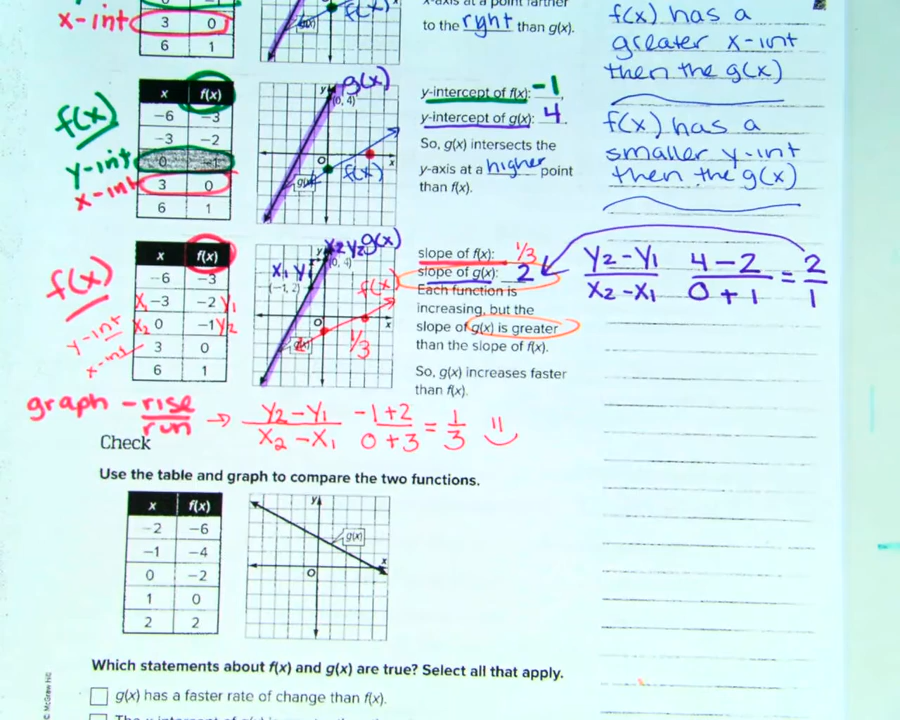 x-int
3 0
6 1
to the right than g(x).
f(x) has a
greater x-int
then the g(x)
f(x)
y-int
x-int
x f(x)
-6 -3
-3 -2
0 -1
3 0
6 1
g(x)
(0, 4)
O
x
g(x)
f(x)
y-intercept of f(x): -1
y-intercept of g(x): 4
So, g(x) intersects the
y-axis at a higher point
than f(x).
f(x) has a
smaller y-int
then the g(x)
f(x)
y-int
x-int
x f(x)
-6 -3
X1 -3 -2 Y1
X2 0 -1 Y2
3 0
6 1
X2 Y2 g(x)
(0, 4)
X1 Y1
(-1, 2)
f(x)
O
x
g(x)
1/3
slope of f(x): 1/3
slope of g(x): 2
Each function is
increasing, but the
slope of g(x) is greater
than the slope of f(x).
So, g(x) increases faster
than f(x).
Y2-Y1 4-2 = 2
X2-X1 0+1 1
graph - rise → Y2-Y1 -1+2 = 1
run X2-X1 0+3 3
Check
Use the table and graph to compare the two functions.
x f(x)
-2 -6
-1 -4
0 -2
1 0
2 2
y
g(x)
x
O
Which statements about f(x) and g(x) are true? Select all that apply.
g(x) has a faster rate of change than f(x).
© McGraw Hill